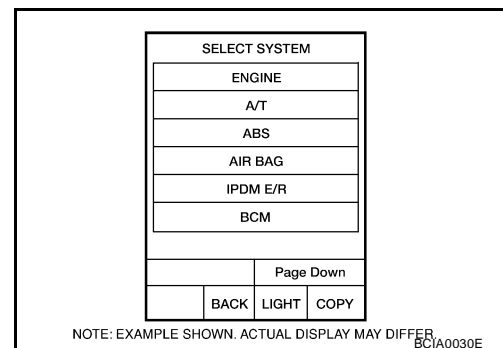 SELECT SYSTEM
ENGINE
A/T
ABS
AIR BAG
IPDM E/R
BCM
Page Down
BACK LIGHT COPY
NOTE: EXAMPLE SHOWN. ACTUAL DISPLAY MAY DIFFER.
BCIA0030E